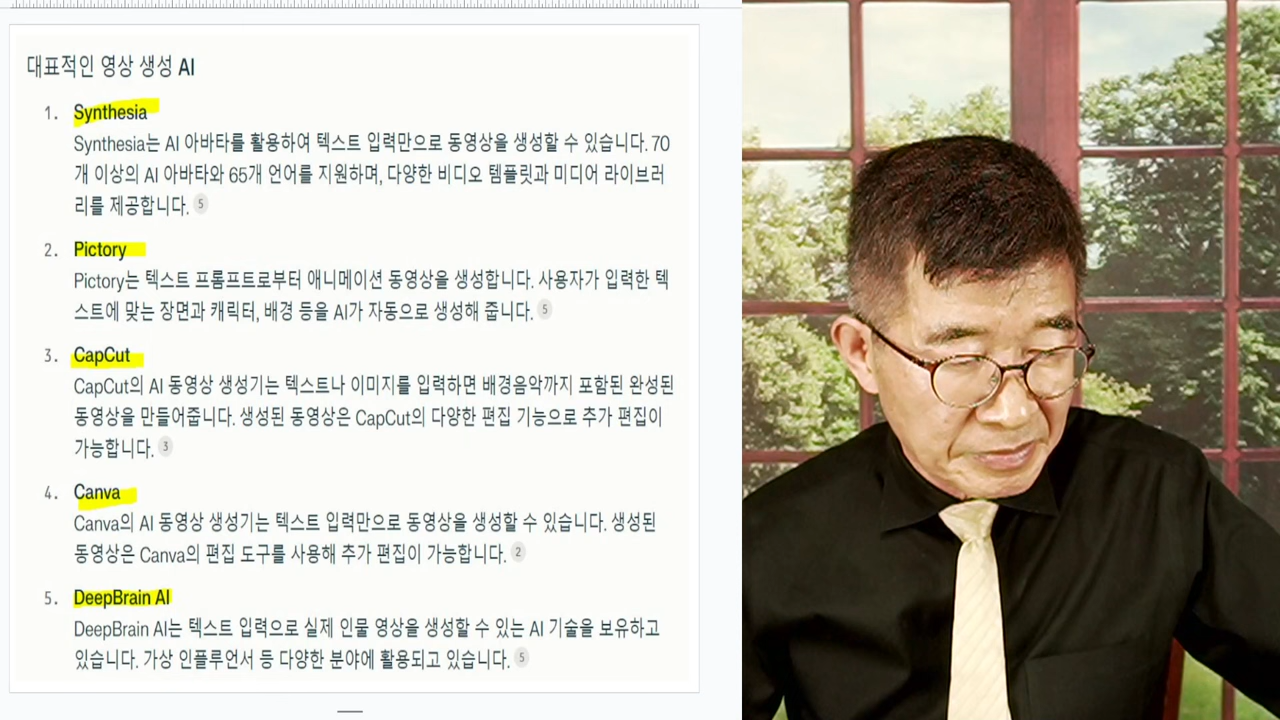 대표적인 영상 생성 AI
1. Synthesia
Synthesia는 AI 아바타를 활용하여 텍스트 입력만으로 동영상을 생성할 수 있습니다. 70
개 이상의 AI 아바타와 65개 언어를 지원하며, 다양한 비디오 템플릿과 미디어 라이브러
리를 제공합니다. 5
2. Pictory
Pictory는 텍스트 프롬프트로부터 애니메이션 동영상을 생성합니다. 사용자가 입력한 텍
스트에 맞는 장면과 캐릭터, 배경 등을 AI가 자동으로 생성해 줍니다. 5
3. CapCut
CapCut의 AI 동영상 생성기는 텍스트나 이미지를 입력하면 배경음악까지 포함된 완성된
동영상을 만들어줍니다. 생성된 동영상은 CapCut의 다양한 편집 기능으로 추가 편집이
가능합니다. 3
4. Canva
Canva의 AI 동영상 생성기는 텍스트 입력만으로 동영상을 생성할 수 있습니다. 생성된
동영상은 Canva의 편집 도구를 사용해 추가 편집이 가능합니다. 2
5. DeepBrain AI
DeepBrain AI는 텍스트 입력으로 실제 인물 영상을 생성할 수 있는 AI 기술을 보유하고
있습니다. 가상 인플루언서 등 다양한 분야에 활용되고 있습니다. 5